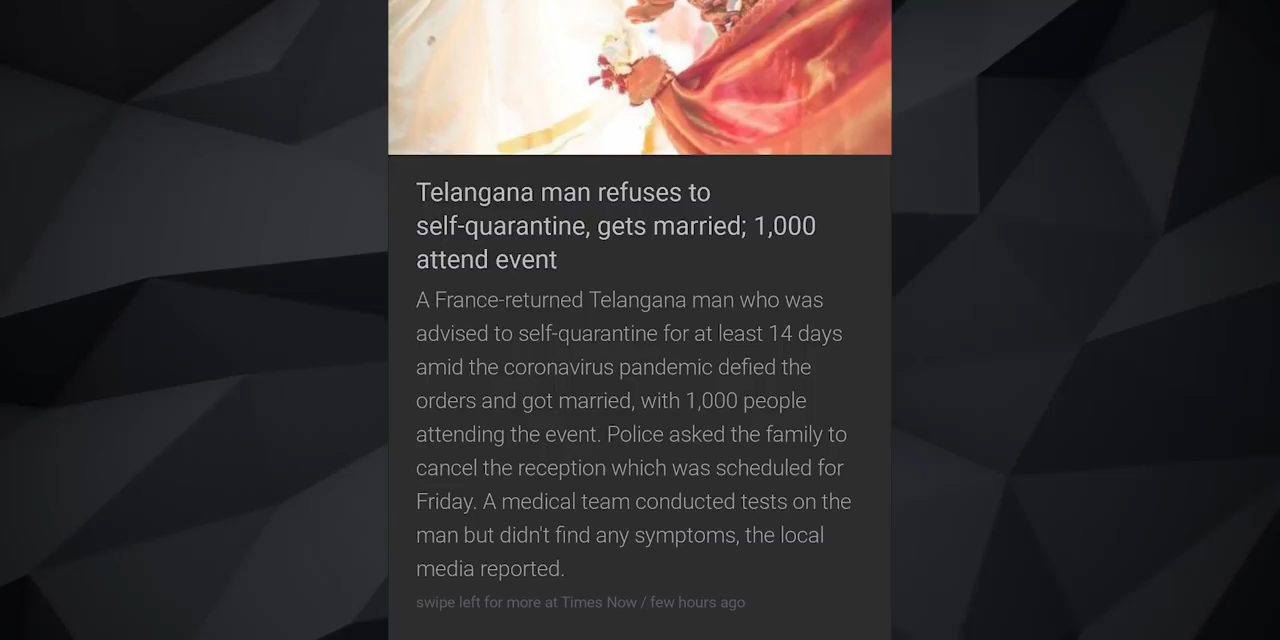 Telangana man refuses to
self-quarantine, gets married; 1,000
attend event
A France-returned Telangana man who was
advised to self-quarantine for at least 14 days
amid the coronavirus pandemic defied the
orders and got married, with 1,000 people
attending the event. Police asked the family to
cancel the reception which was scheduled for
Friday. A medical team conducted tests on the
man but didn't find any symptoms, the local
media reported.
swipe left for more at Times Now / few hours ago